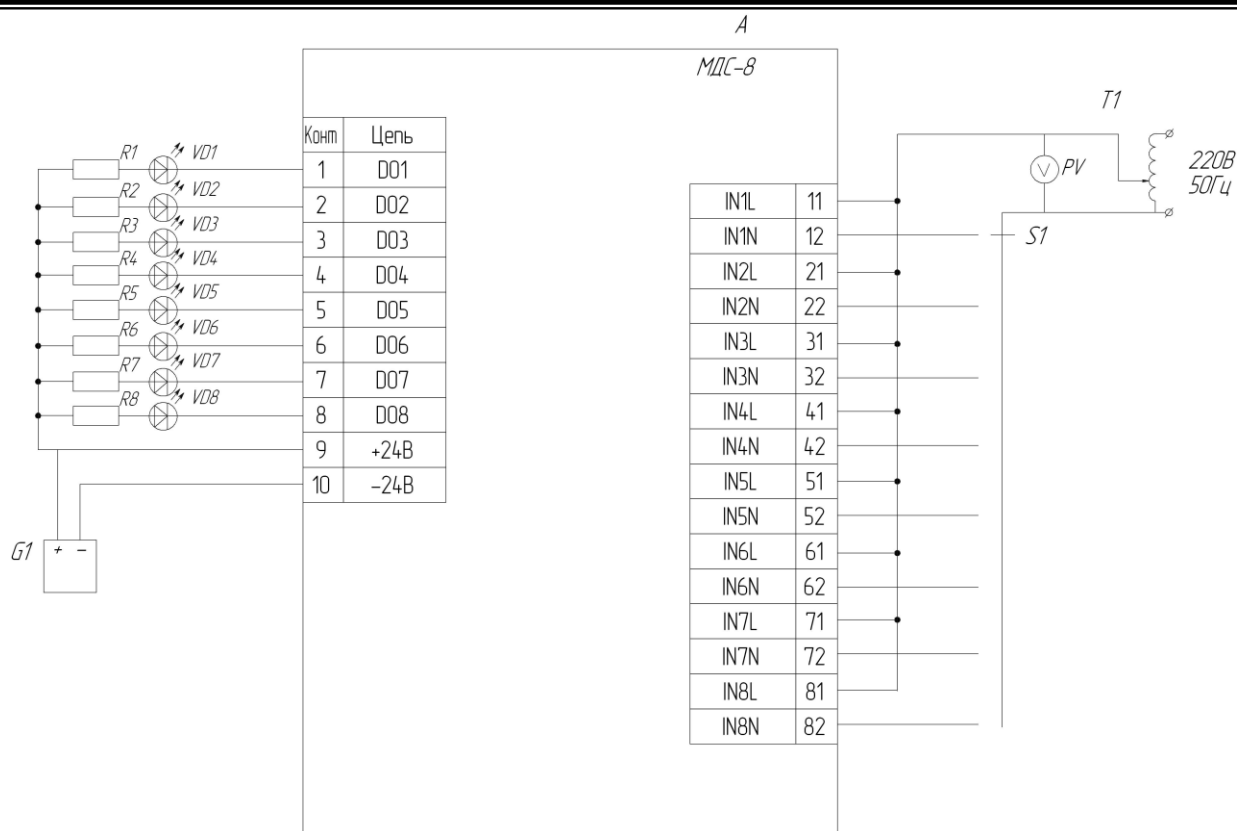 А
МДС-8
Т1
220В
50Гц
PV
S1
Конт Цепь
1 DO1
2 DO2
3 DO3
4 DO4
5 DO5
6 DO6
7 DO7
8 DO8
9 +24В
10 -24В
R1 VD1
R2 VD2
R3 VD3
R4 VD4
R5 VD5
R6 VD6
R7 VD7
R8 VD8
G1 + -
V
IN1L 11
IN1N 12
IN2L 21
IN2N 22
IN3L 31
IN3N 32
IN4L 41
IN4N 42
IN5L 51
IN5N 52
IN6L 61
IN6N 62
IN7L 71
IN7N 72
IN8L 81
IN8N 82